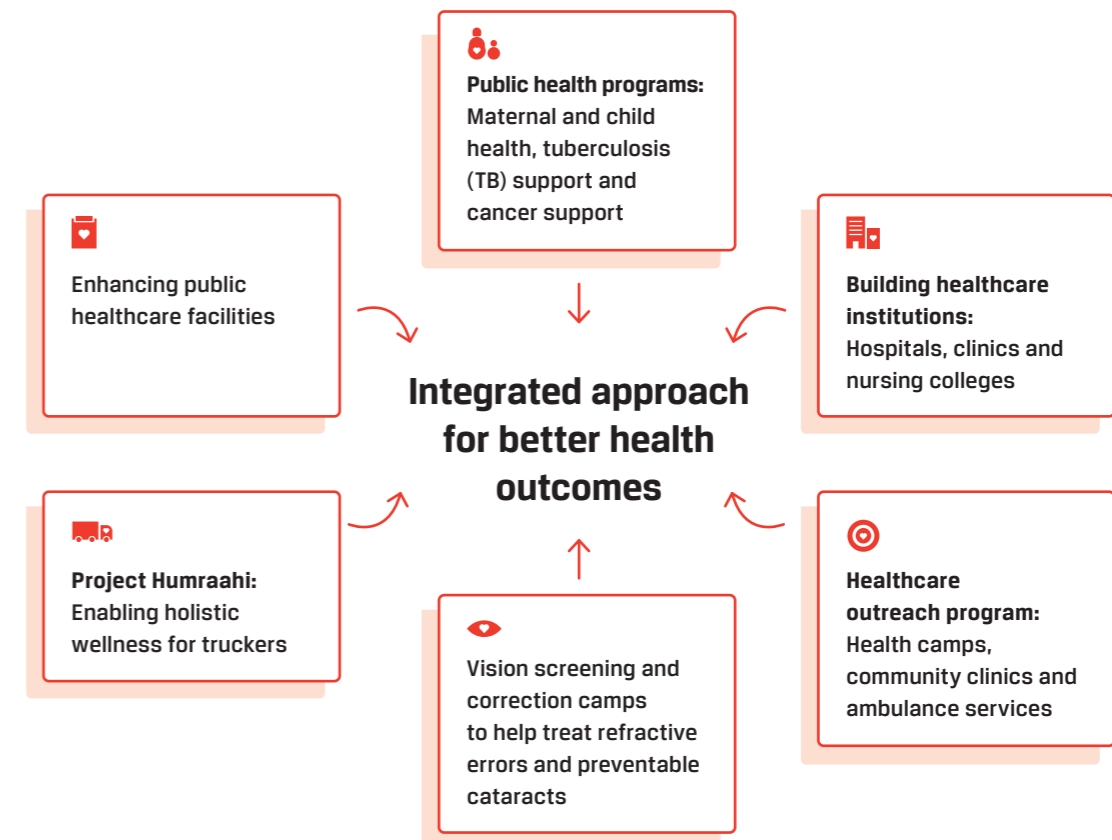 Public health programs:
Maternal and child
health, tuberculosis
(TB) support and
cancer support
Enhancing public
healthcare facilities
Building healthcare
institutions:
Hospitals, clinics and
nursing colleges
Integrated approach
for better health
outcomes
Project Humraahi:
Enabling holistic
wellness for truckers
Vision screening and
correction camps
to help treat refractive
errors and preventable
cataracts
Healthcare
outreach program:
Health camps,
community clinics and
ambulance services